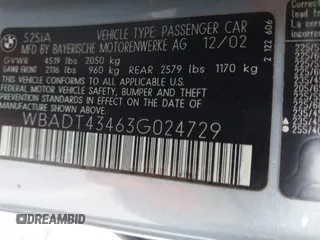 525iA VEHICLE TYPE: PASSENGER CAR
MFD BY BAYERISCHE MOTORENWERKE AG 12/02
GVWR 4519 lbs 2050 kg
GAWR FRONT 2116 lbs 960 kg REAR 2579 lbs 1170 kg
THIS VEHICLE CONFORMS TO ALL APPLICABLE
FEDERAL MOTOR VEHICLE SAFETY, BUMPER AND THEFT
PREVENTION STANDARDS IN EFFECT ON THE DATE OF
MANUFACTURE SHOWN ABOVE.
WBADT43463G024729
2 122 606
DREAMBID